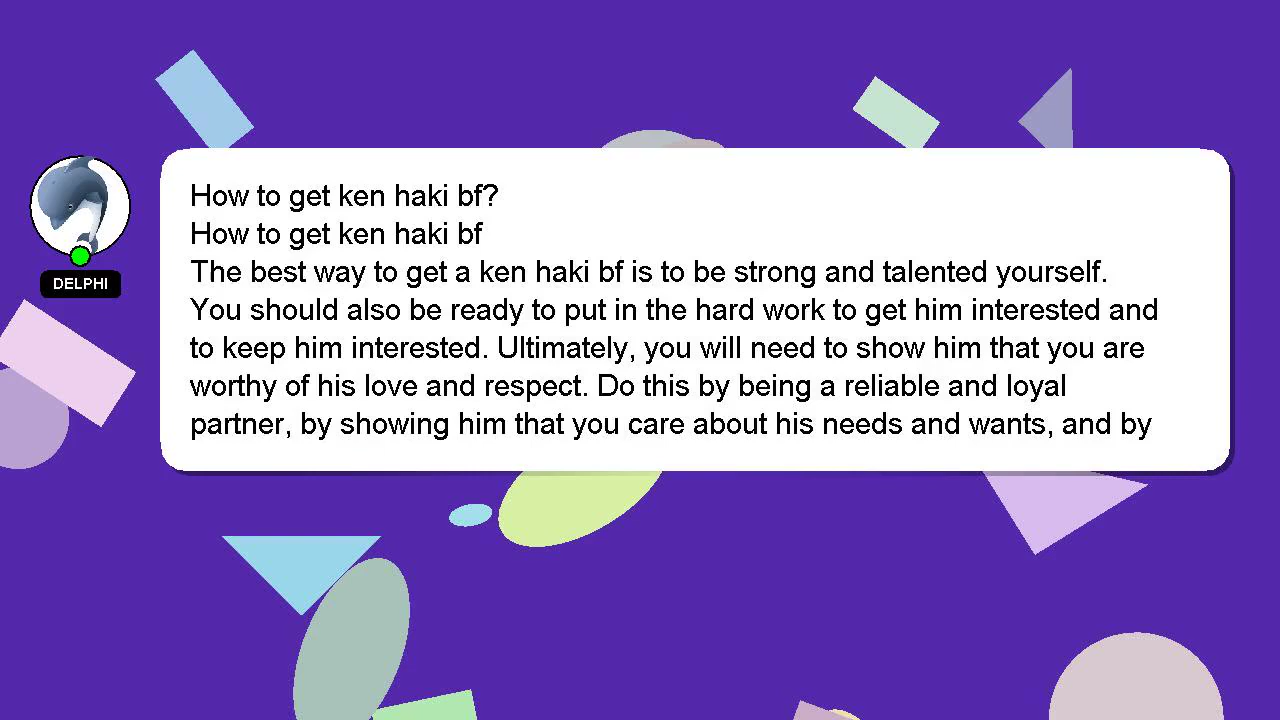 DELPHI
How to get ken haki bf?
How to get ken haki bf
The best way to get a ken haki bf is to be strong and talented yourself.
You should also be ready to put in the hard work to get him interested and
to keep him interested. Ultimately, you will need to show him that you are
worthy of his love and respect. Do this by being a reliable and loyal
partner, by showing him that you care about his needs and wants, and by